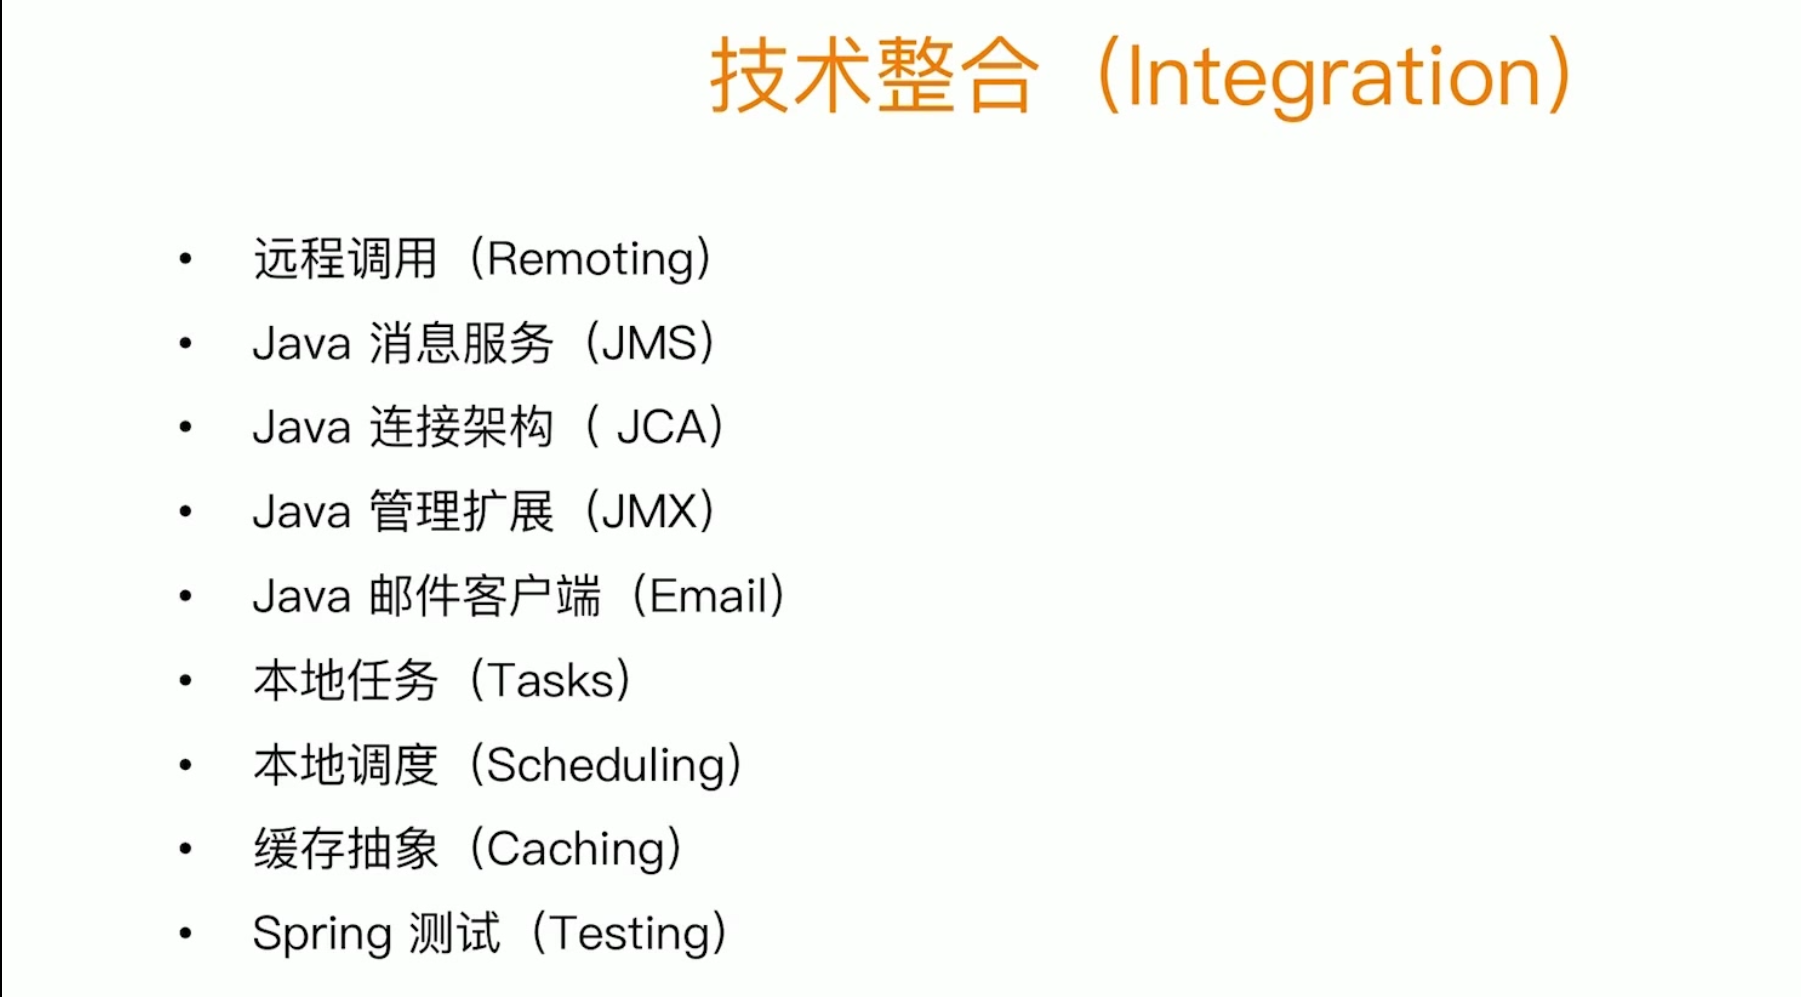 技术整合（Integration）
• 远程调用（Remoting）
• Java 消息服务（JMS）
• Java 连接架构（ JCA）
• Java 管理扩展（JMX）
• Java 邮件客户端（Email）
• 本地任务（Tasks）
• 本地调度（Scheduling）
• 缓存抽象（Caching）
• Spring 测试（Testing）